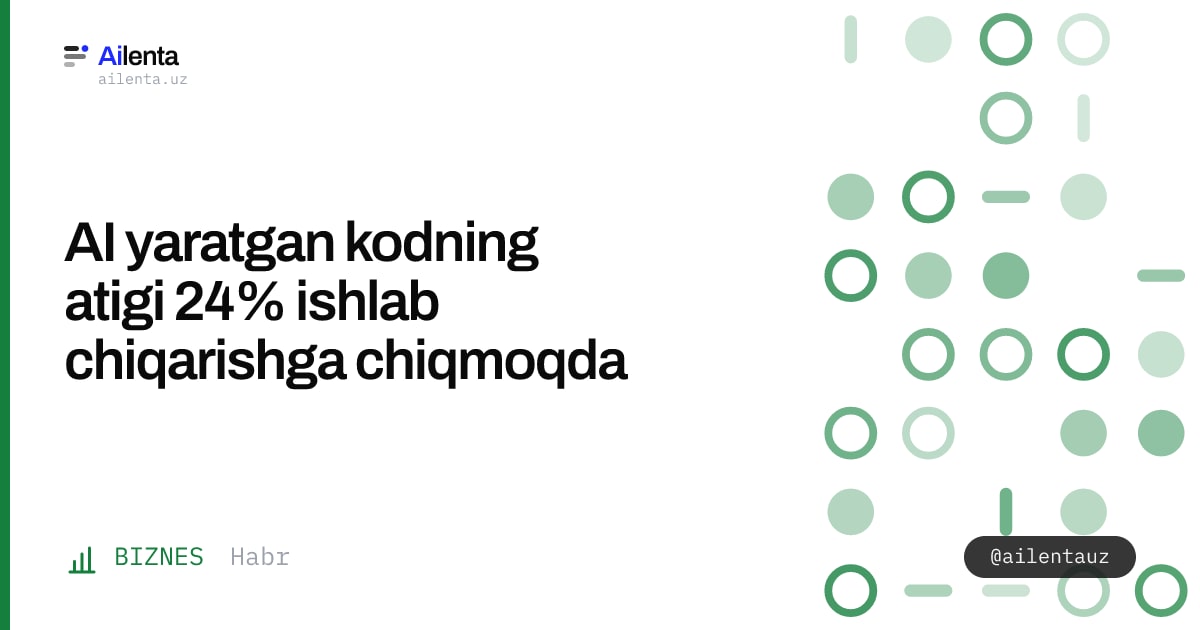 Ailenta
ailenta.uz
AI yaratgan kodning
atigi 24% ishlab
chiqarishga chiqmoqda
BIZNES Habr
@ailentauz